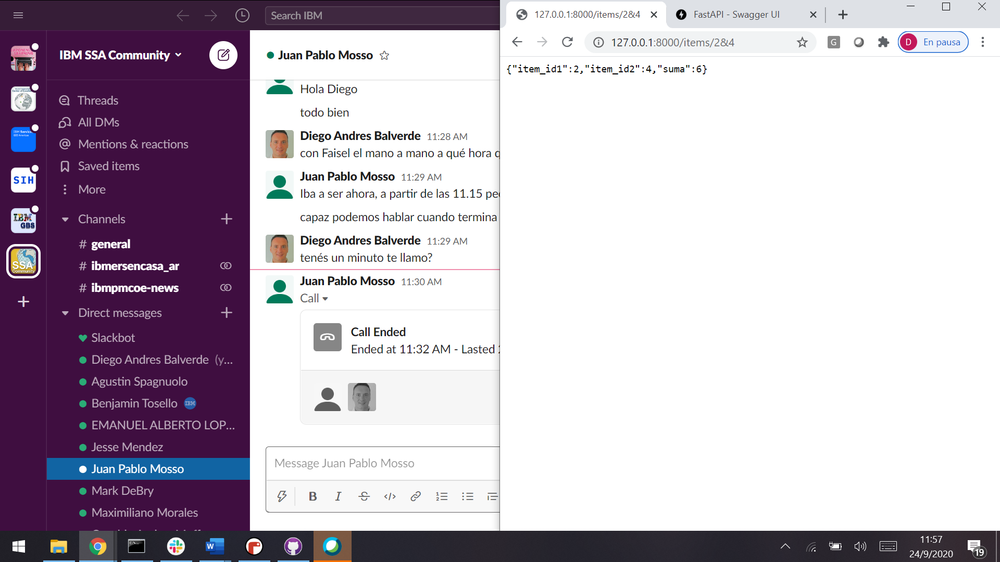 Search IBM
IBM SSA Community
Threads
All DMs
Mentions & reactions
Saved items
More
Channels
# general
# ibmersencasa_ar
# ibmpmcoe-news
Direct messages
Slackbot
Diego Andres Balverde (y...
Agustin Spagnuolo
Benjamin Tosello IBM
EMANUEL ALBERTO LOP...
Jesse Mendez
Juan Pablo Mosso
Mark DeBry
Maximiliano Morales
SIH
IBM
GBS
SSA
Community
Juan Pablo Mosso
Hola Diego
todo bien
Diego Andres Balverde 11:28 AM
con Faisel el mano a mano a qué hora
Juan Pablo Mosso 11:29 AM
Iba a ser ahora, a partir de las 11.15
capaz podemos hablar cuando termina
Diego Andres Balverde 11:29 AM
tenés un minuto te llamo?
Juan Pablo Mosso 11:30 AM
Call
Call Ended
Ended at 11:32 AM - Lasted
Message Juan Pablo Mosso
B I S </>
127.0.0.1:8000/items/2&4
FastAPI - Swagger UI
127.0.0.1:8000/items/2&4
G
D En pausa
{"item_id1":2,"item_id2":4,"suma":6}
11:57
24/9/2020
19